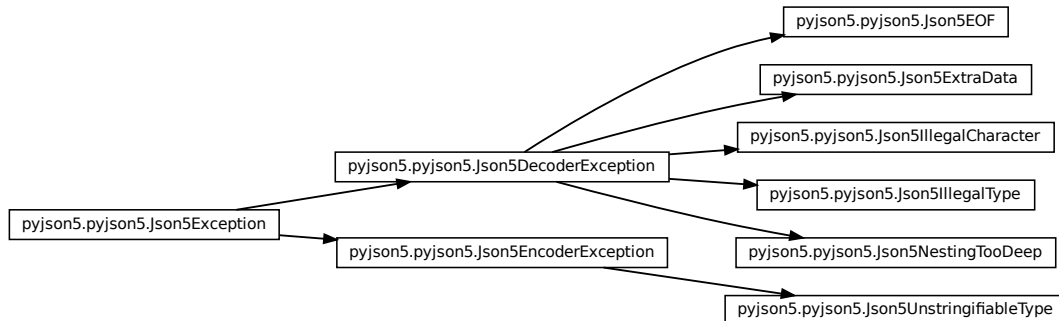 pyjson5.pyjson5.Json5EOF
pyjson5.pyjson5.Json5ExtraData
pyjson5.pyjson5.Json5IllegalCharacter
pyjson5.pyjson5.Json5DecoderException
pyjson5.pyjson5.Json5IllegalType
pyjson5.pyjson5.Json5Exception
pyjson5.pyjson5.Json5EncoderException
pyjson5.pyjson5.Json5NestingTooDeep
pyjson5.pyjson5.Json5UnstringifiableType